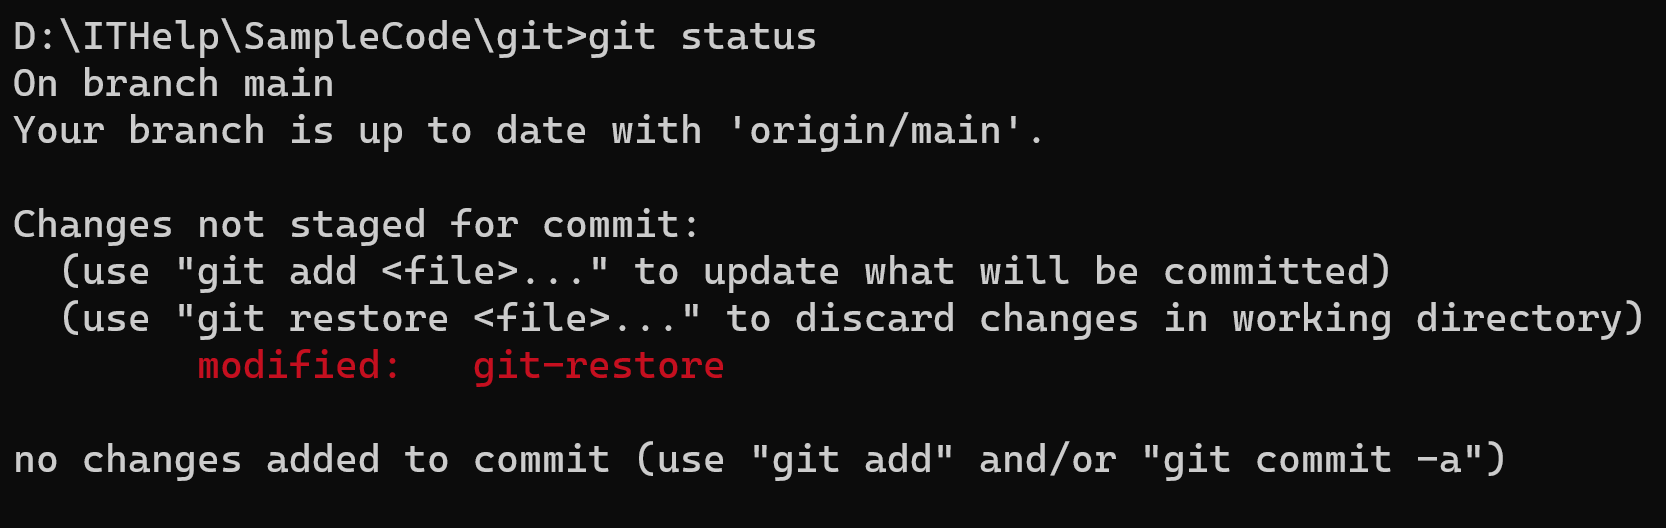 D:\ITHelp\SampleCode\git>git status
On branch main
Your branch is up to date with 'origin/main'.
Changes not staged for commit:
(use "git add <file>..." to update what will be committed)
(use "git restore <file>..." to discard changes in working directory)
modified: git-restore
no changes added to commit (use "git add" and/or "git commit -a")